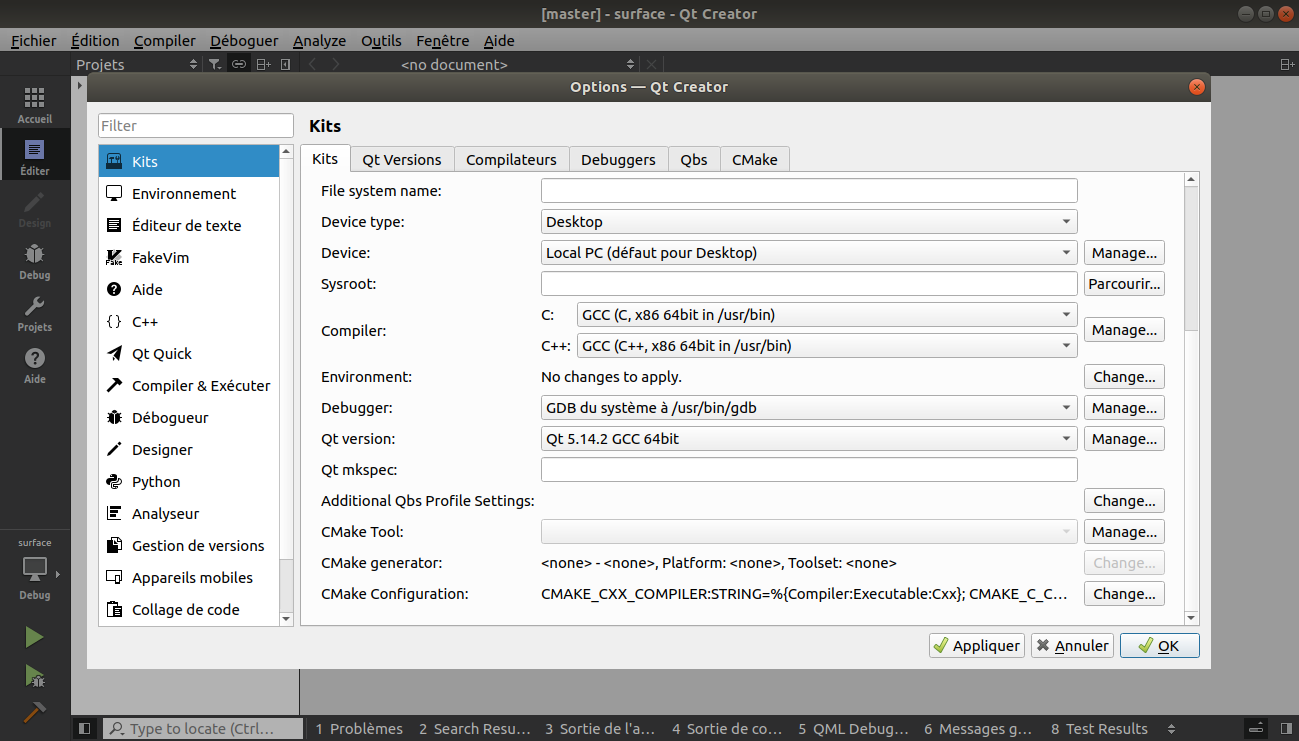 [master] - surface - Qt Creator
Fichier Édition Compiler Déboguer Analyze Outils Fenêtre Aide
Projets <no document>
Options — Qt Creator
Accueil
Éditer
Design
Debug
Projets
Aide
surface
Debug
Filter
Kits
Environnement
Éditeur de texte
FakeVim
Aide
C++
Qt Quick
Compiler & Exécuter
Débogueur
Designer
Python
Analyseur
Gestion de versions
Appareils mobiles
Collage de code
Kits
Kits Qt Versions Compilateurs Debuggers Qbs CMake
File system name:
Device type: Desktop
Device: Local PC (défaut pour Desktop) Manage...
Sysroot: Parcourir...
Compiler: C: GCC (C, x86 64bit in /usr/bin) Manage...
C++: GCC (C++, x86 64bit in /usr/bin)
Environment: No changes to apply. Change...
Debugger: GDB du système à /usr/bin/gdb Manage...
Qt version: Qt 5.14.2 GCC 64bit Manage...
Qt mkspec:
Additional Qbs Profile Settings: Change...
CMake Tool: Manage...
CMake generator: <none> - <none>, Platform: <none>, Toolset: <none> Change...
CMake Configuration: CMAKE_CXX_COMPILER:STRING=%{Compiler:Executable:Cxx}; CMAKE_C_C... Change...
Appliquer Annuler OK
Type to locate (Ctrl... 1 Problèmes 2 Search Resu... 3 Sortie de l'a... 4 Sortie de co... 5 QML Debug... 6 Messages g... 8 Test Results